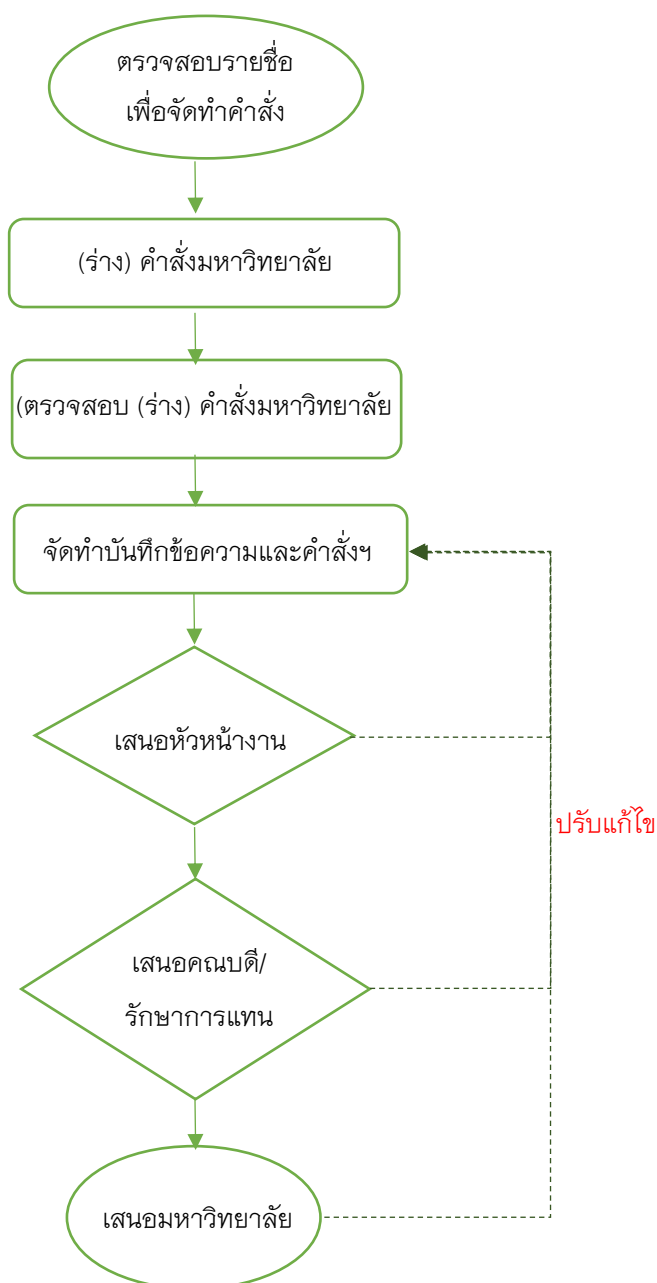 ตรวจสอบรายชื่อ
เพื่อจัดทำคำสั่ง
(ร่าง) คำสั่งมหาวิทยาลัย
(ตรวจสอบ (ร่าง) คำสั่งมหาวิทยาลัย
จัดทำบันทึกข้อความและคำสั่งฯ
เสนอหัวหน้างาน
ปรับแก้ไข
เสนอคณบดี/
รักษาการแทน
เสนอมหาวิทยาลัย